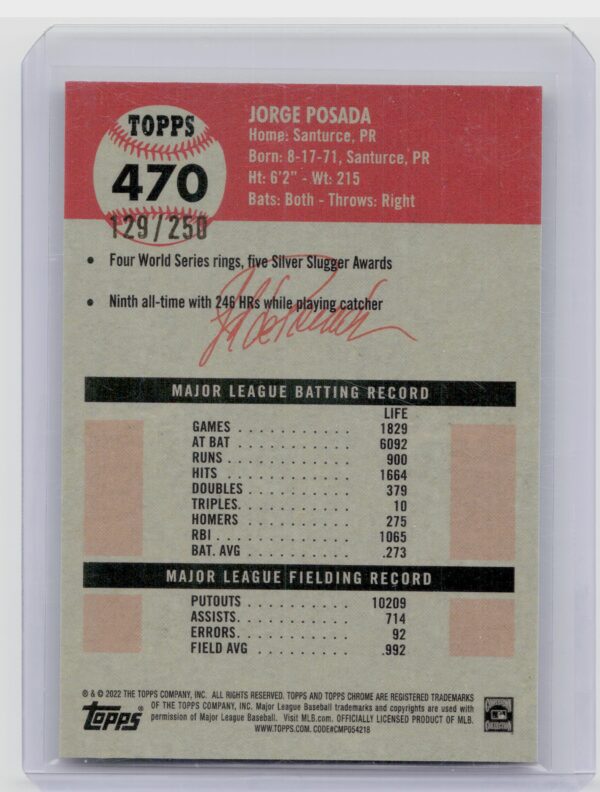 TOPPS
470
129/250
JORGE POSADA
Home: Santurce, PR
Born: 8-17-71, Santurce, PR
Ht: 6'2" - Wt: 215
Bats: Both - Throws: Right
• Four World Series rings, five Silver Slugger Awards
• Ninth all-time with 246 HRs while playing catcher
MAJOR LEAGUE BATTING RECORD
LIFE
GAMES . . . . . . . . . . 1829
AT BAT . . . . . . . . . . 6092
RUNS . . . . . . . . . . . 900
HITS . . . . . . . . . . . 1664
DOUBLES . . . . . . . . . 379
TRIPLES. . . . . . . . . . 10
HOMERS . . . . . . . . . 275
RBI . . . . . . . . . . . . 1065
BAT. AVG . . . . . . . . . .273
MAJOR LEAGUE FIELDING RECORD
PUTOUTS . . . . . . . . . 10209
ASSISTS. . . . . . . . . . 714
ERRORS. . . . . . . . . . 92
FIELD AVG . . . . . . . . .992
® & © 2022 THE TOPPS COMPANY, INC. ALL RIGHTS RESERVED. TOPPS AND TOPPS CHROME ARE REGISTERED TRADEMARKS
OF THE TOPPS COMPANY, INC. Major League Baseball trademarks and copyrights are used with
permission of Major League Baseball. Visit MLB.com. OFFICIALLY LICENSED PRODUCT OF MLB.
WWW.TOPPS.COM. CODE#CMP054218
Topps®